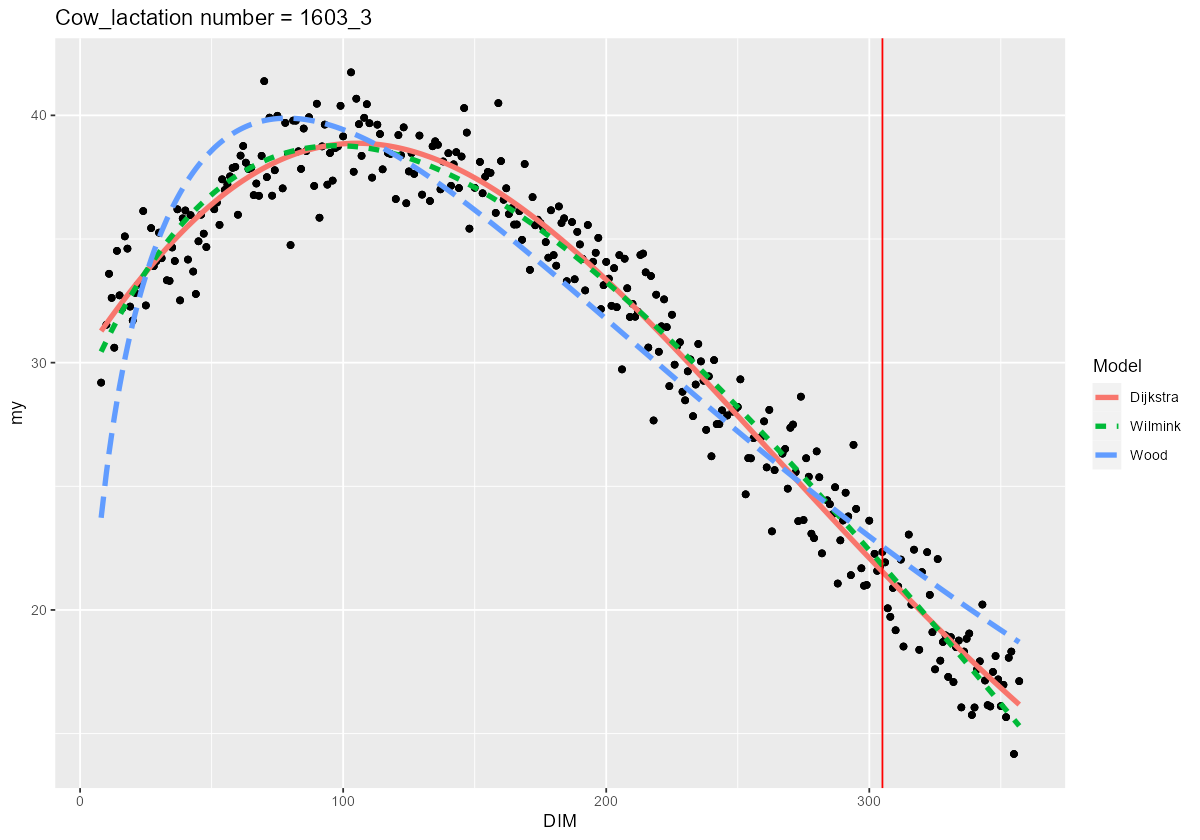 Cow_lactation number = 1603_3
my
40
30
20
0
100
200
300
DIM
Model
Dijkstra
Wilmink
Wood